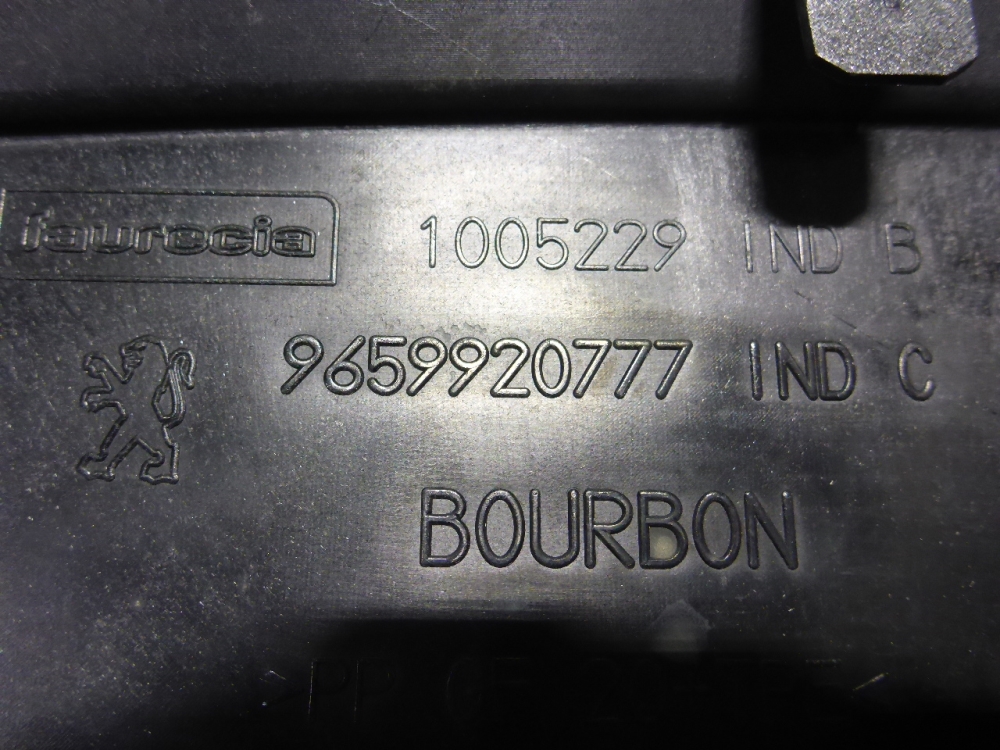 faurecia 1005229 IND B
9659920777 IND C
BOURBON